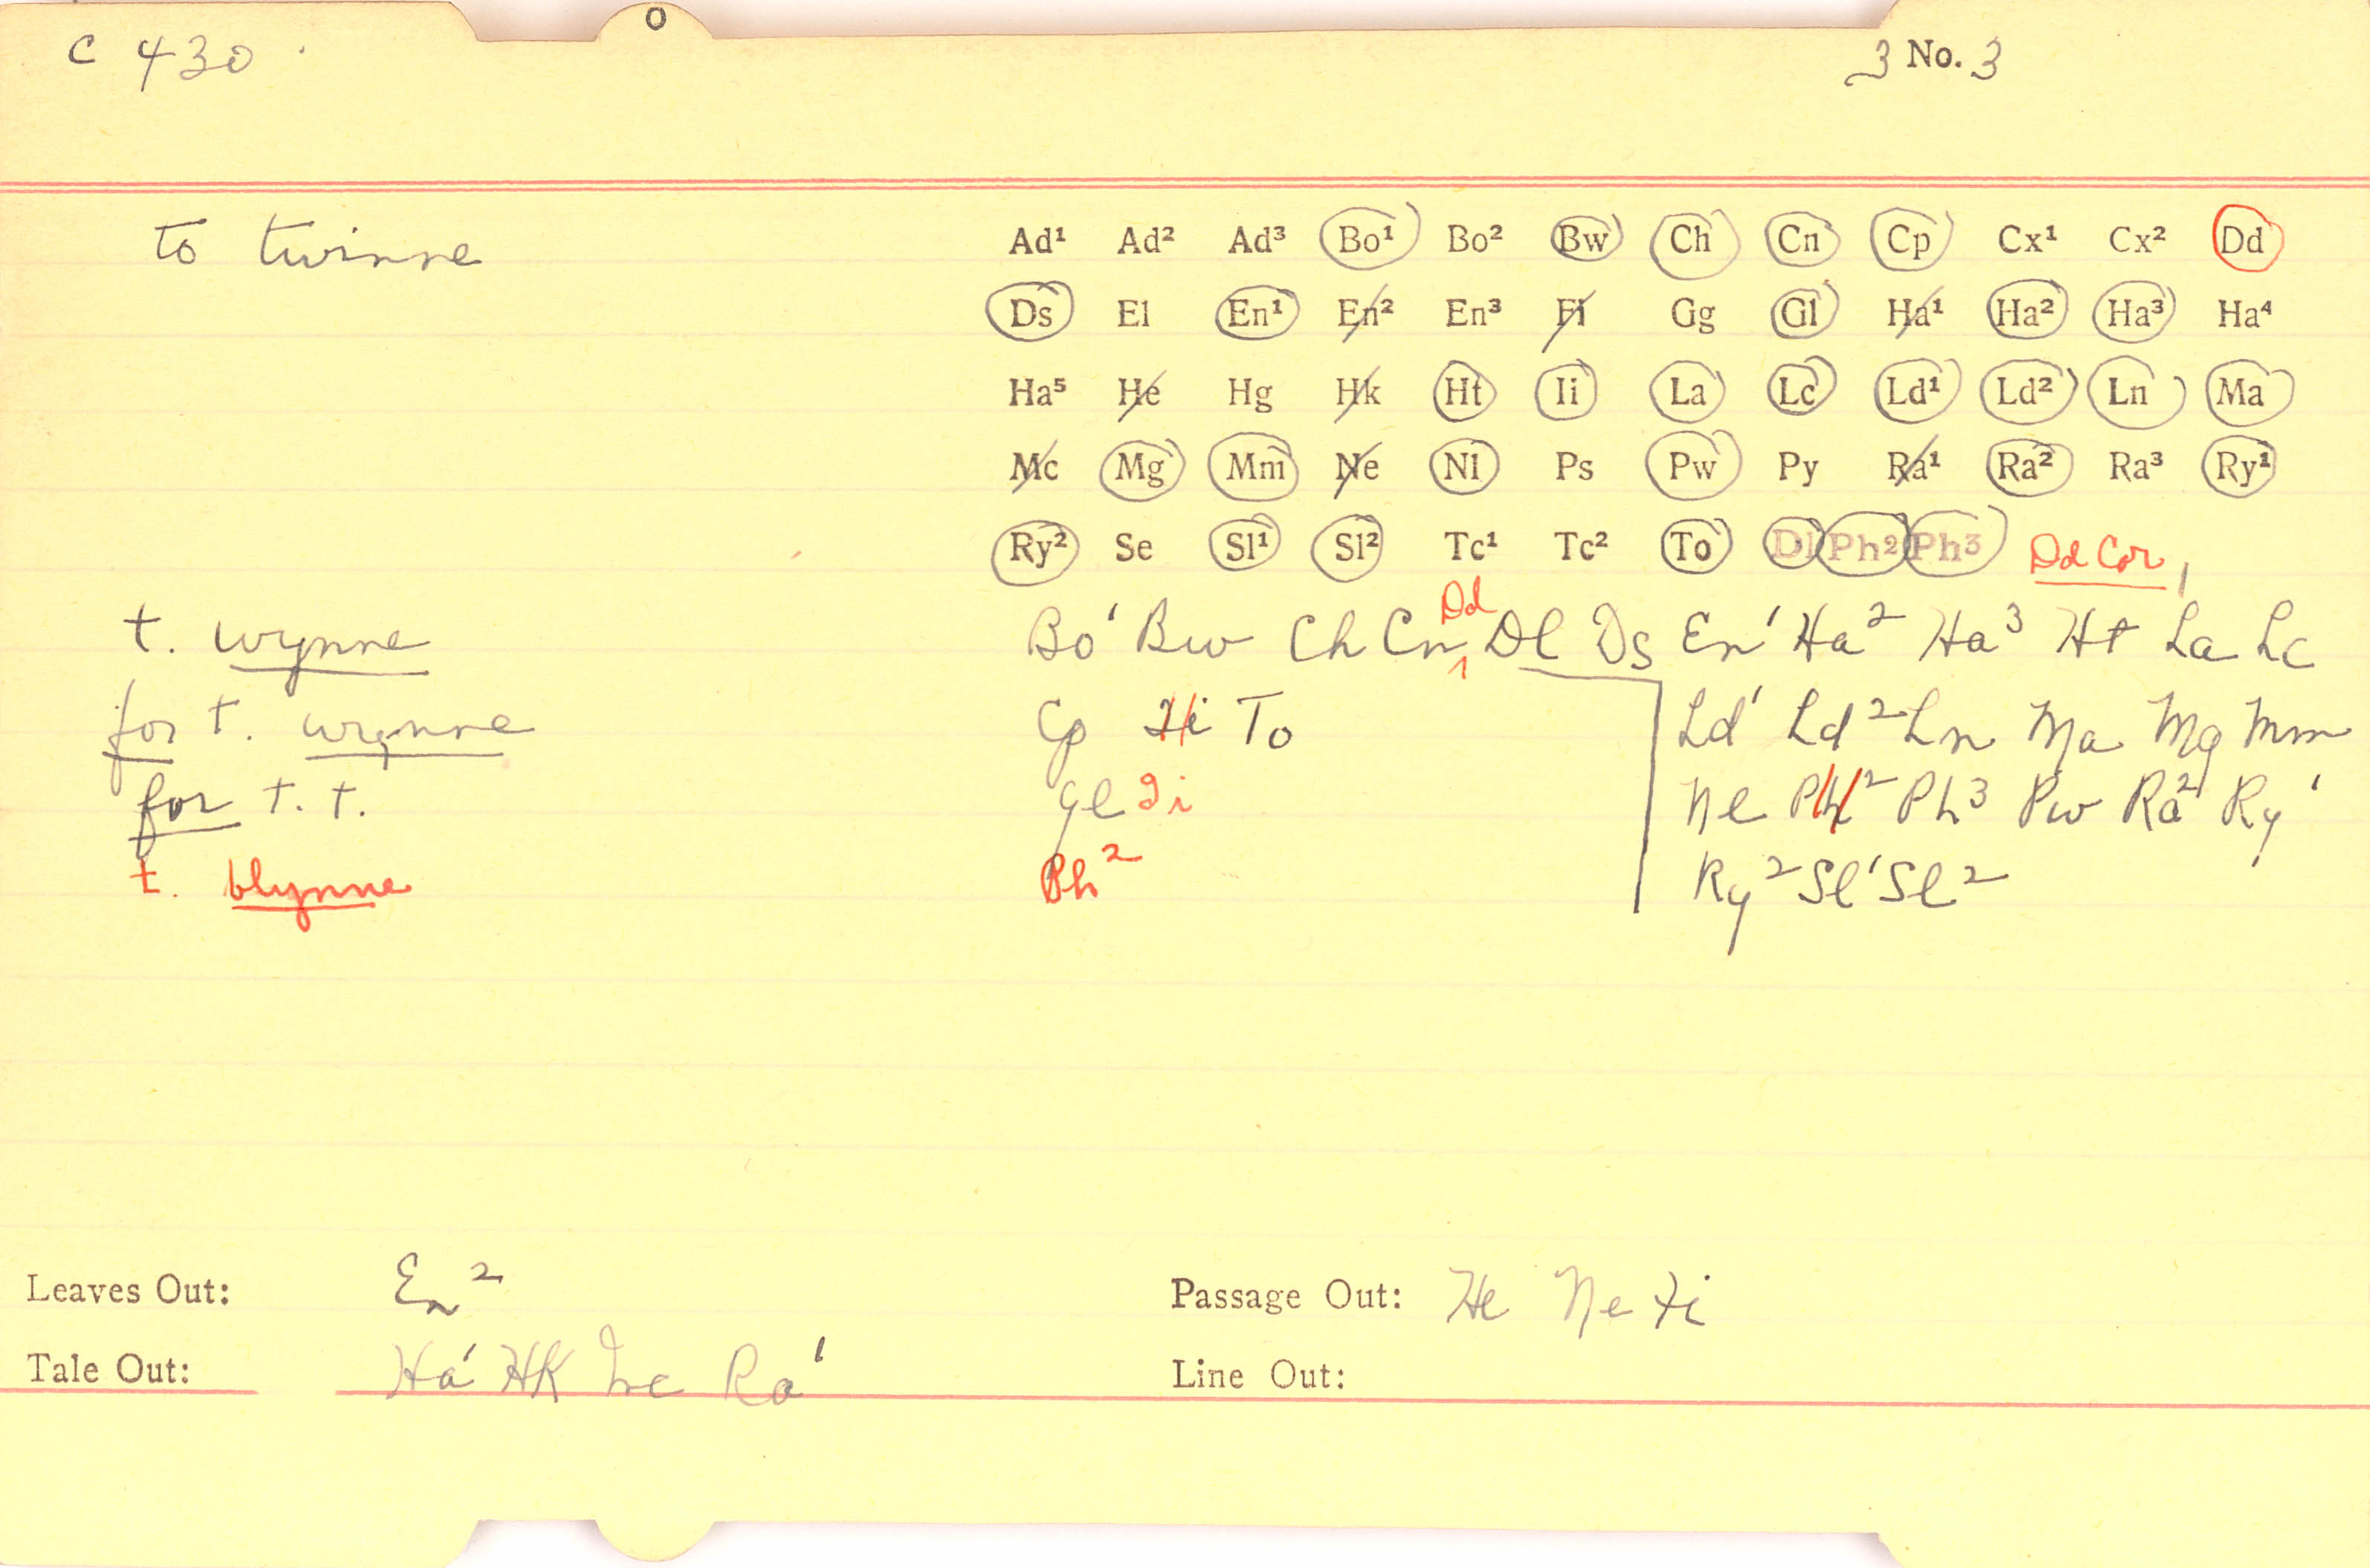 O
C 430
3 No. 3
to twinne
Ad¹ Ad² Ad³ Bo¹ Bo² Bw Ch Cn Cp Cx¹ Cx² Dd
Ds El En¹ En² En³ Fi Gg Gl Ha¹ Ha² Ha³ Ha⁴
Ha⁵ He Hg Hk Ht Ii La Lc Ld¹ Ld² Ln Ma
Mc Mg Mm Ne Nl Ps Pw Py Ra¹ Ra² Ra³ Ry¹
Ry² Se Sl¹ Sl² Tc¹ Tc² To Dl Ph2 Ph3 Dd Cor
t. wynne Bo¹ Bw Ch Cn Dd Dl Ds En¹ Ha² Ha³ Ht La Lc
for t. wynne Cp Ii To Ld¹ Ld² Ln Ma Mg Mm
for t. t. Gl Ii Nl Ph² Ph³ Pw Ra² Ry¹
t. blynne Ph² Ry² Sl¹ Sl²
Leaves Out: En² Passage Out: He Ne Fi
Tale Out: Ha¹ HK Mc Ra¹ Line Out: